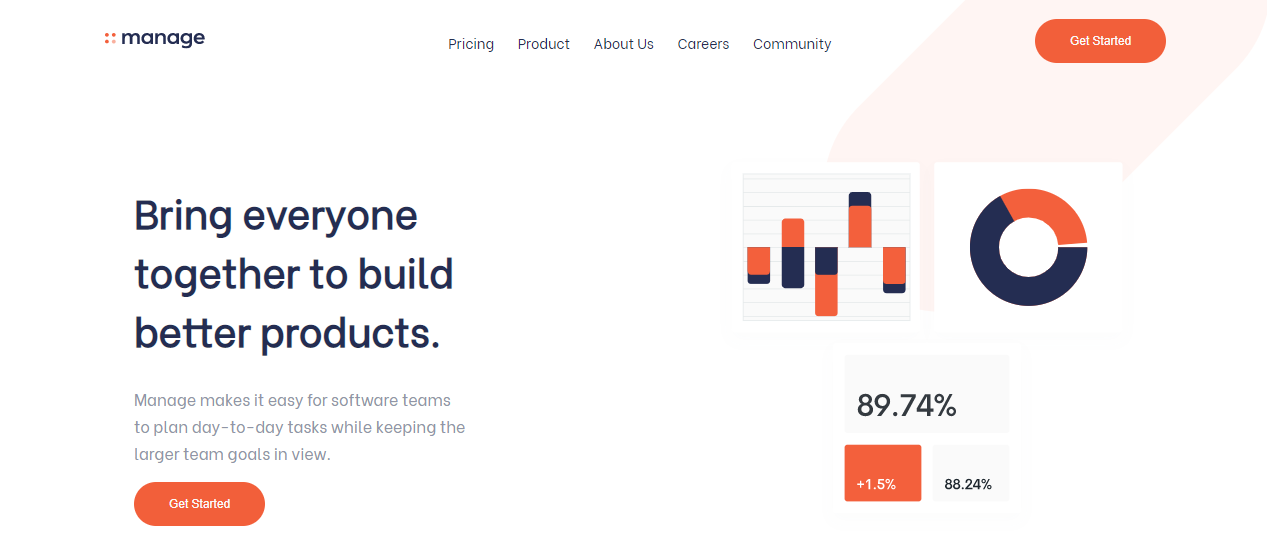 manage
Pricing
Product
About Us
Careers
Community
Get Started
Bring everyone
together to build
better products.
Manage makes it easy for software teams
to plan day-to-day tasks while keeping the
larger team goals in view.
Get Started
89.74%
+1.5%
88.24%